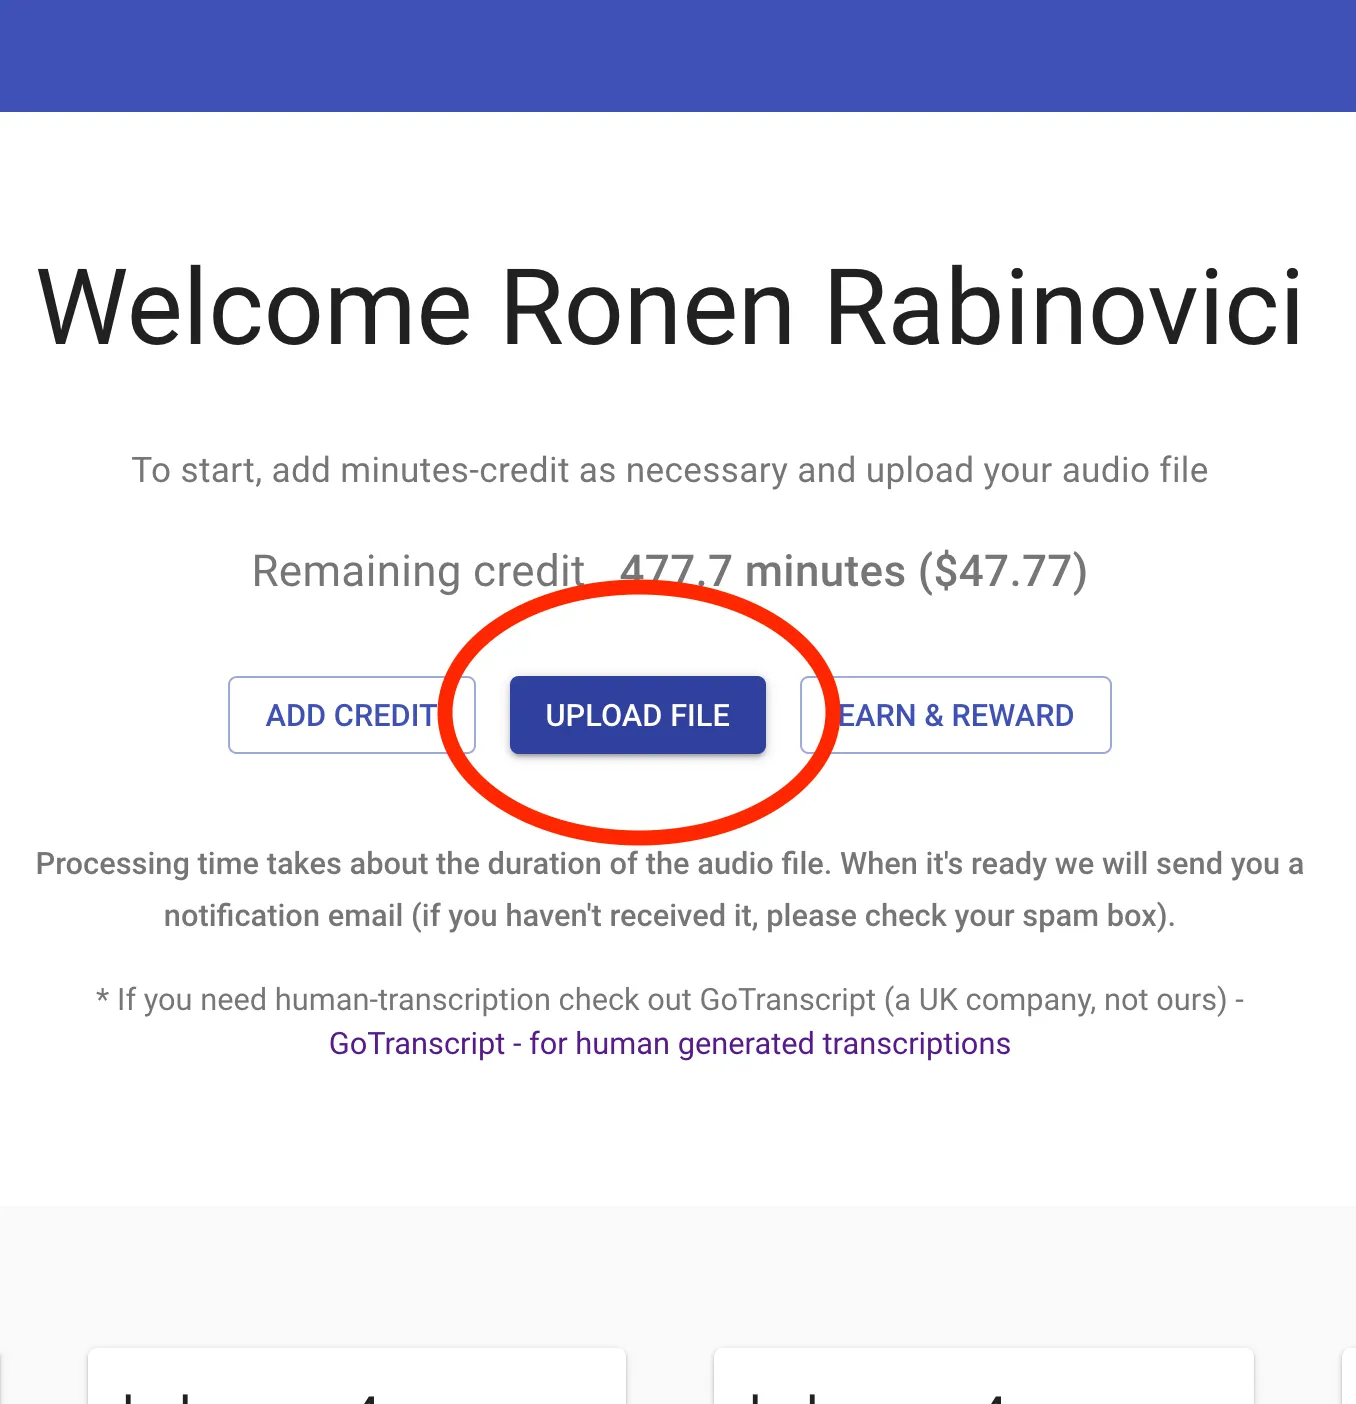 Welcome Ronen Rabinovici
To start, add minutes-credit as necessary and upload your audio file
Remaining credit 477.7 minutes ($47.77)
ADD CREDIT
UPLOAD FILE
EARN & REWARD
Processing time takes about the duration of the audio file. When it's ready we will send you a
notification email (if you haven't received it, please check your spam box).
* If you need human-transcription check out GoTranscript (a UK company, not ours) -
GoTranscript - for human generated transcriptions